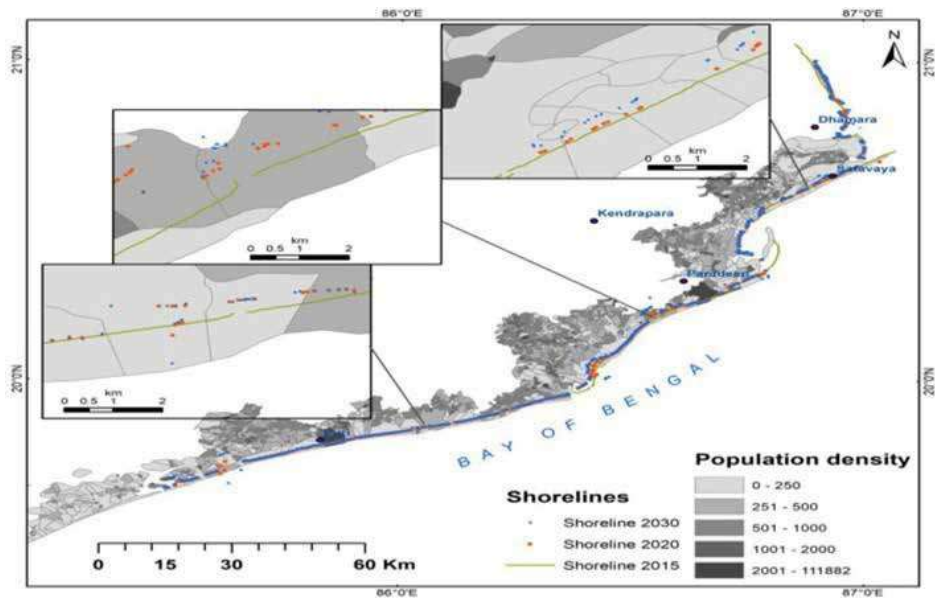 86°0'E
87°0'E
N
21°0'N
21°0'N
km
0 0.5 1 2
Dhamara
Satavaya
Kendrapara
km
0 0.5 1 2
Paradeep
km
0 0.5 1 2
20°0'N
20°0'N
BAY OF BENGAL
Population density
0 - 250
251 - 500
501 - 1000
1001 - 2000
2001 - 111882
Shorelines
Shoreline 2030
Shoreline 2020
Shoreline 2015
0 15 30 60 Km
86°0'E
87°0'E